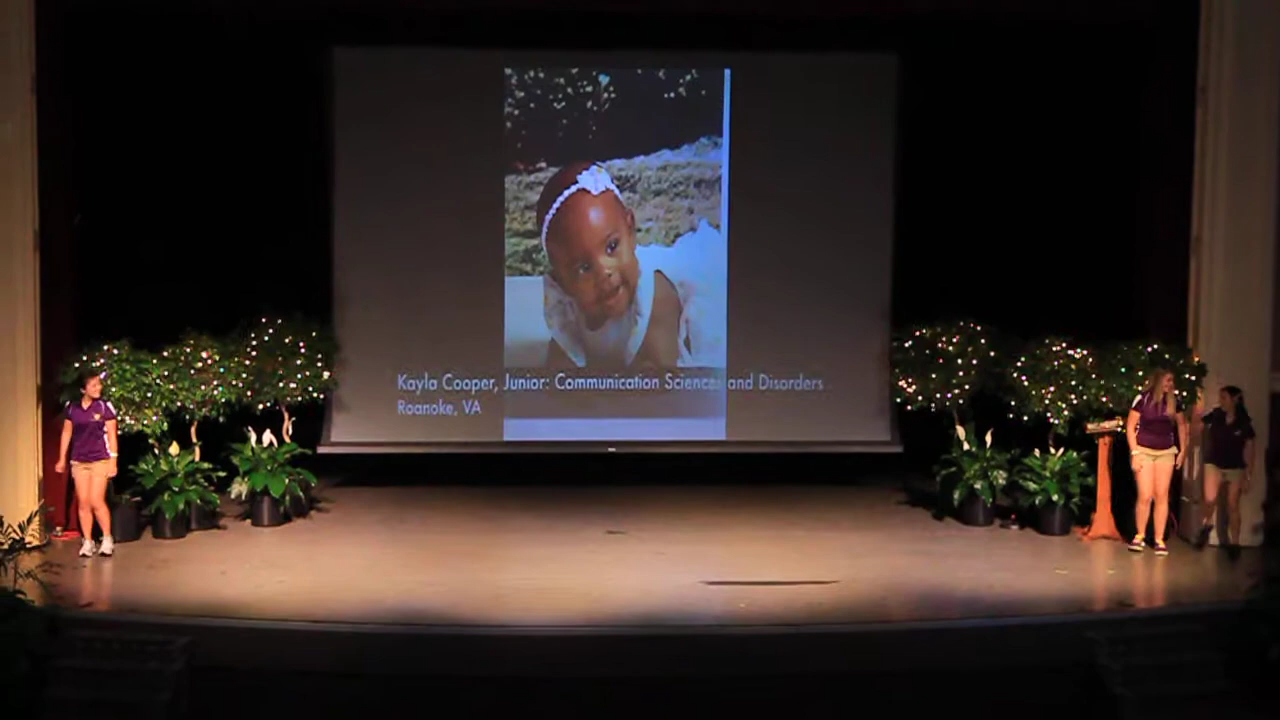 Kayla Cooper, Junior: Communication Sciences and Disorders
Roanoke, VA